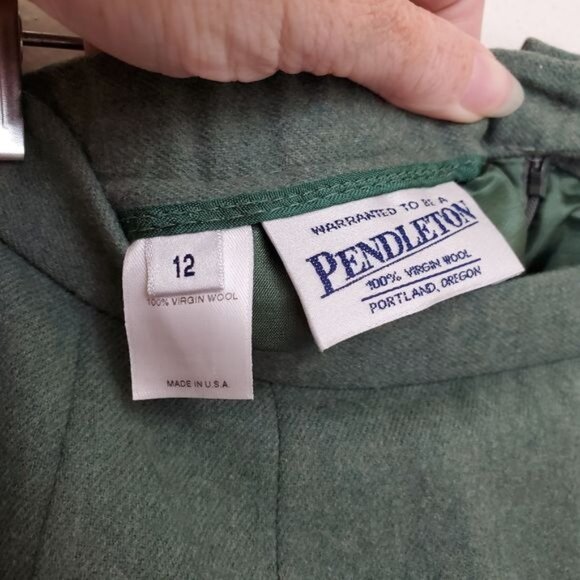 12
100% VIRGIN WOOL
MADE IN U.S.A
WARRANTED TO BE A
PENDLETON
100% VIRGIN WOOL
PORTLAND, OREGON